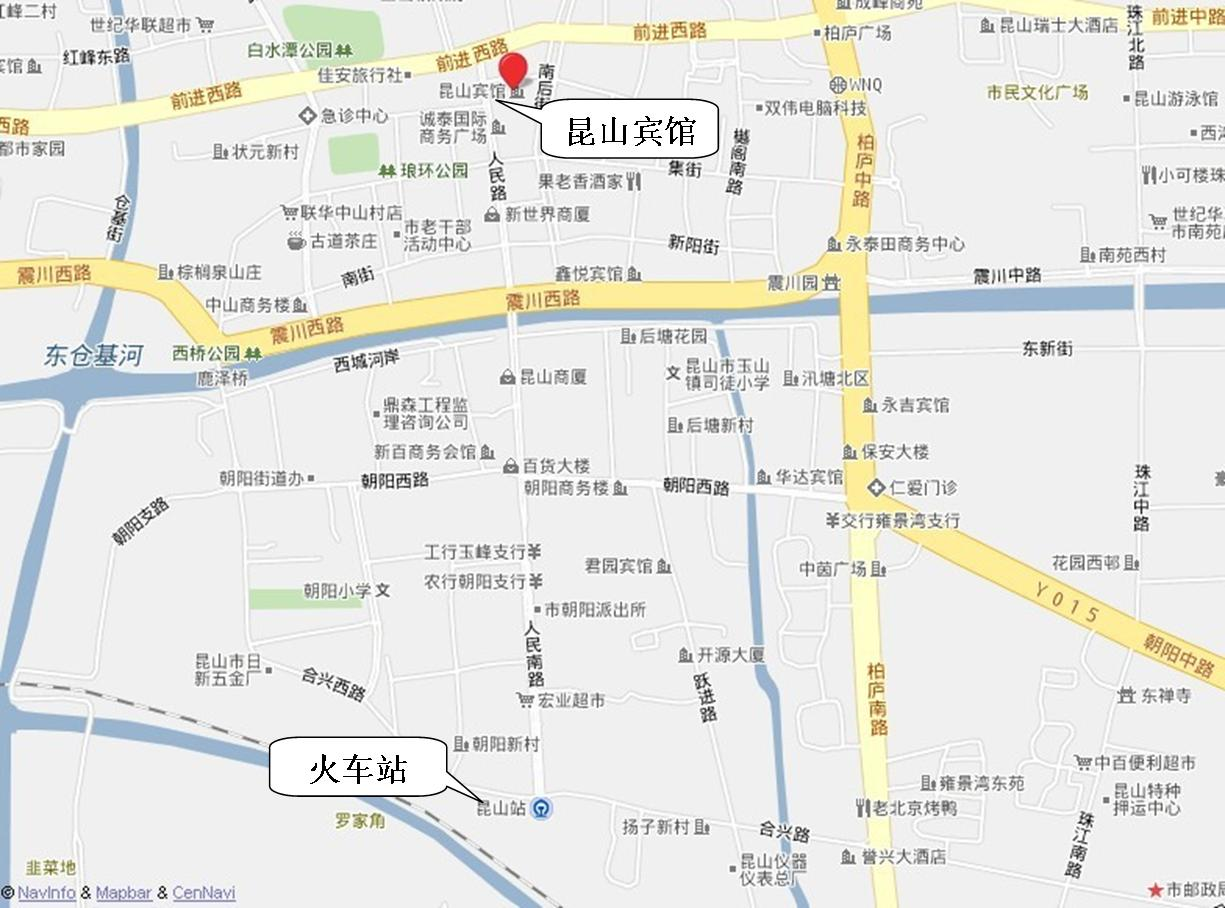 红峰二村
世纪华联超市
成峰商苑
珠江北路
前进中路
昆山瑞士大酒店
前进西路
柏庐广场
白水潭公园
前进西路
红峰东路
宾馆
佳安旅行社
南后街
昆山宾馆
WNQ
市民文化广场
昆山游泳馆
前进西路
双伟电脑科技
急诊中心
诚泰国际
商务广场
昆山宾馆
西路
都市家园
状元新村
琅环公园
人民路
集街
樾阁南路
柏庐中路
果老香酒家
小可楼珠
仓基街
联华中山村店
新世界商厦
世纪华
市南苑
古道茶庄
市老干部
活动中心
新阳街
永泰田商务中心
南苑西村
震川西路
棕榈泉山庄
南街
鑫悦宾馆
震川园
震川中路
中山商务楼
震川西路
震川西路
后塘花园
东仓基河
西桥公园
西城河岸
东新街
鹿泽桥
昆山商厦
昆山市玉山
镇司徒小学
汛塘北区
鼎森工程监
理咨询公司
永吉宾馆
后塘新村
新百商务会馆
百货大楼
保安大楼
朝阳街道办
朝阳西路
朝阳商务楼
朝阳西路
华达宾馆
仁爱门诊
珠江中路
朝阳支路
交行雍景湾支行
工行玉峰支行
君园宾馆
中茵广场
花园西邨
朝阳小学
农行朝阳支行
市朝阳派出所
Y015
朝阳中路
人民南路
昆山市日
新五金厂
合兴西路
开源大厦
跃进路
柏庐南路
宏业超市
东禅寺
朝阳新村
火车站
中百便利超市
雍景湾东苑
昆山特种
押运中心
昆山站
老北京烤鸭
罗家角
扬子新村
合兴路
珠江南路
誉兴大酒店
韭菜地
昆山仪器
仪表总厂
© NavInfo & Mapbar & CenNavi
市邮政局